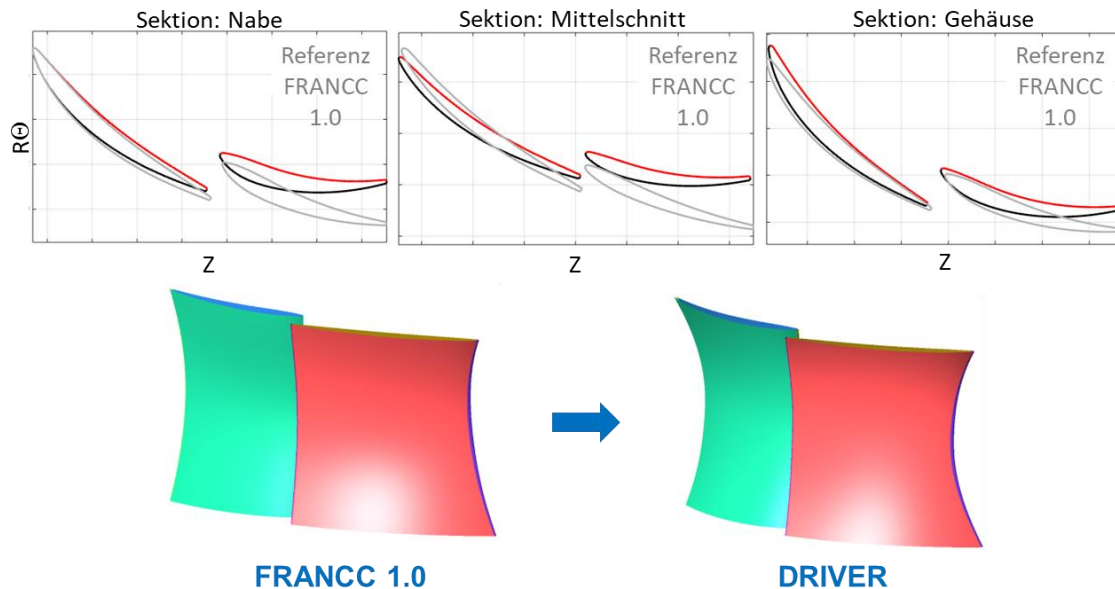 Sektion: Nabe
Sektion: Mittelschnitt
Sektion: Gehäuse
Referenz
FRANCC
1.0
Referenz
FRANCC
1.0
Referenz
FRANCC
1.0
RΘ
Z
Z
Z
FRANCC 1.0
DRIVER